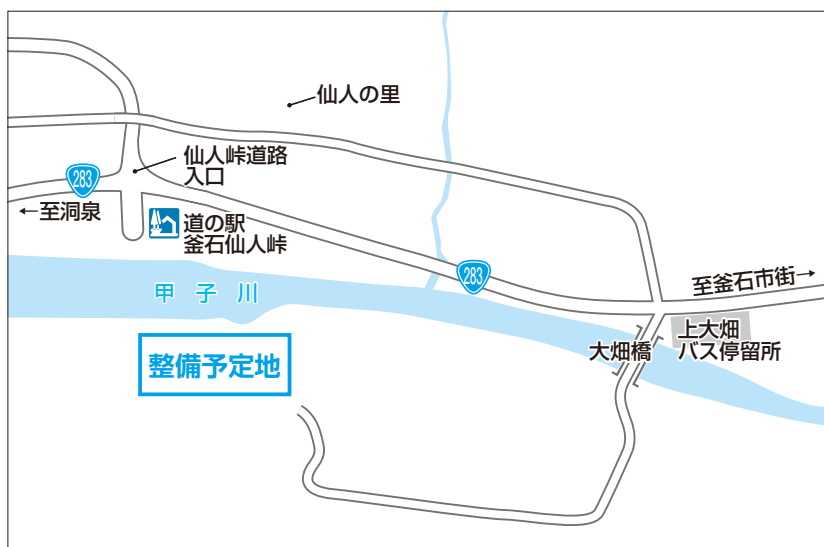 仙人の里
仙人峠道路
入口
283
←至洞泉
道の駅
釜石仙人峠
283
至釜石市街→
甲子川
上大畑
バス停留所
大畑橋
整備予定地